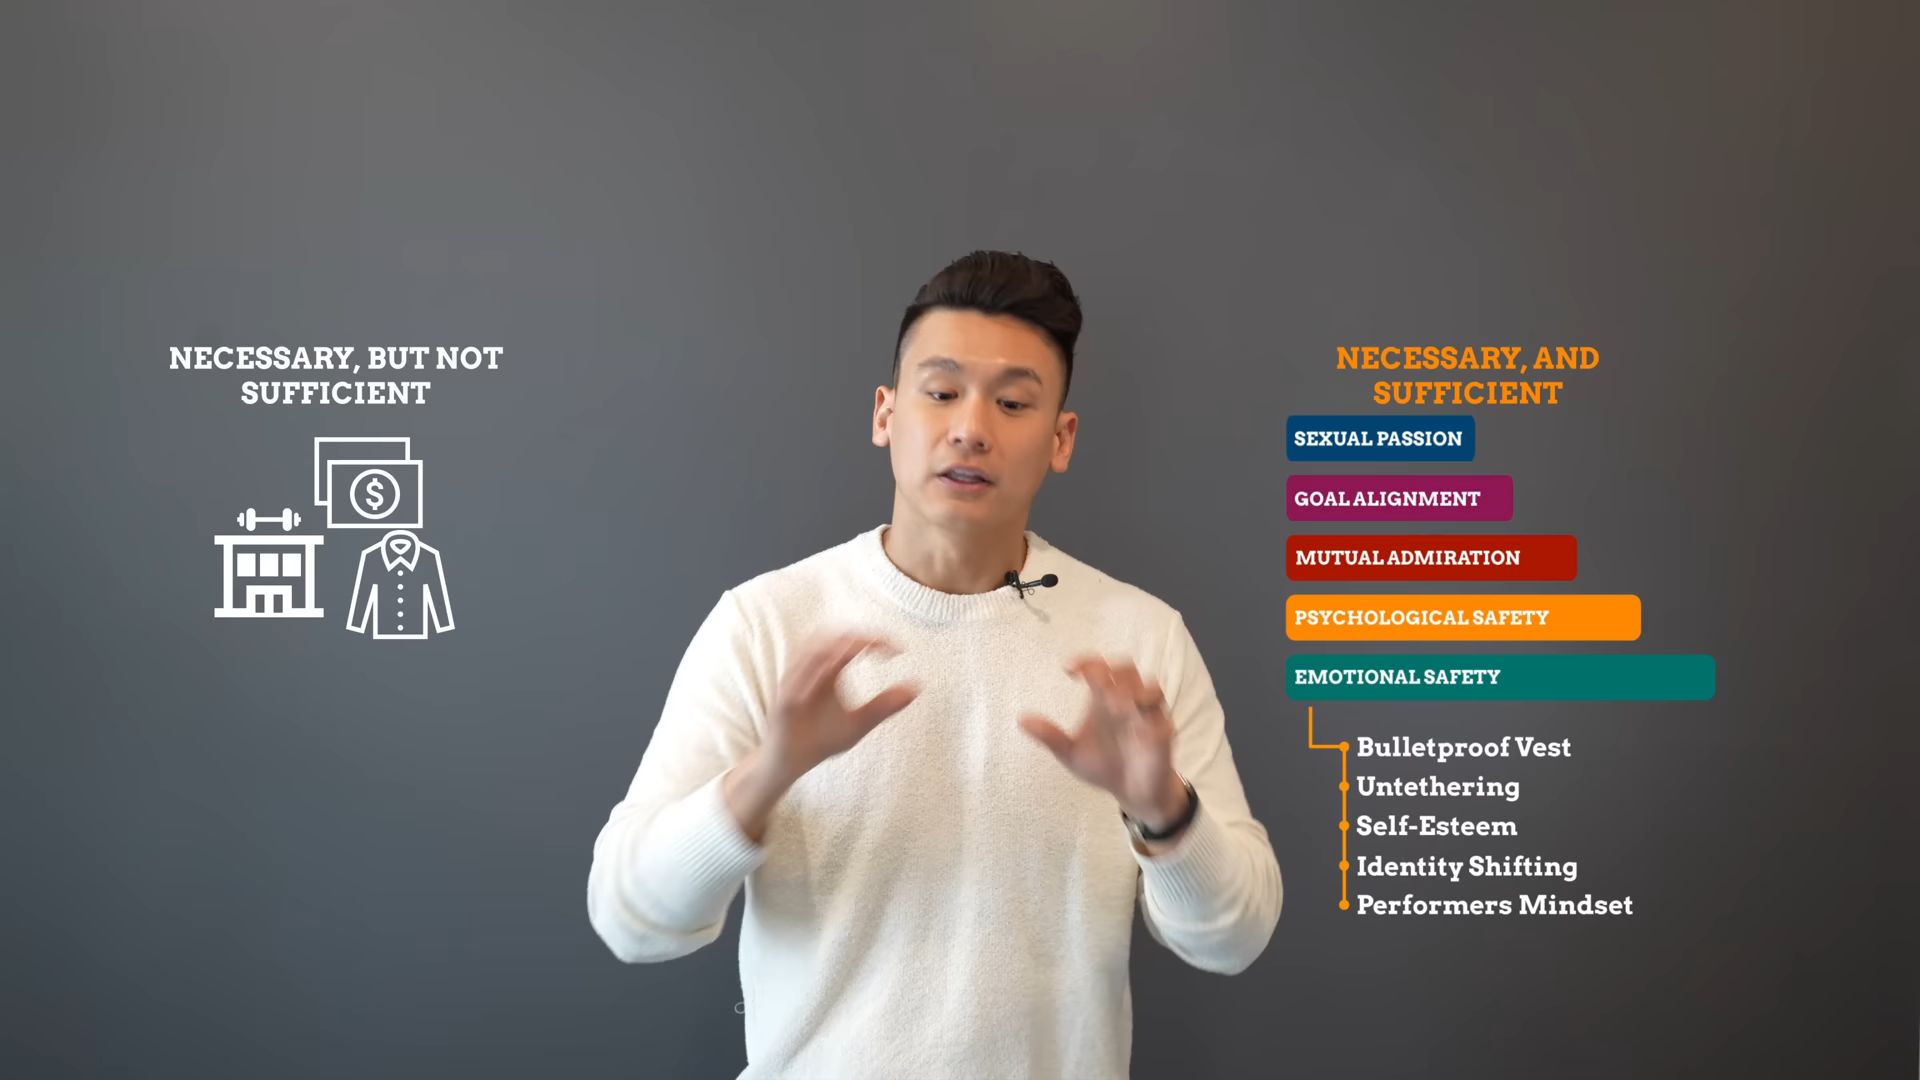 NECESSARY, BUT NOT
SUFFICIENT
$
NECESSARY, AND
SUFFICIENT
SEXUAL PASSION
GOAL ALIGNMENT
MUTUAL ADMIRATION
PSYCHOLOGICAL SAFETY
EMOTIONAL SAFETY
Bulletproof Vest
Untethering
Self-Esteem
Identity Shifting
Performers Mindset